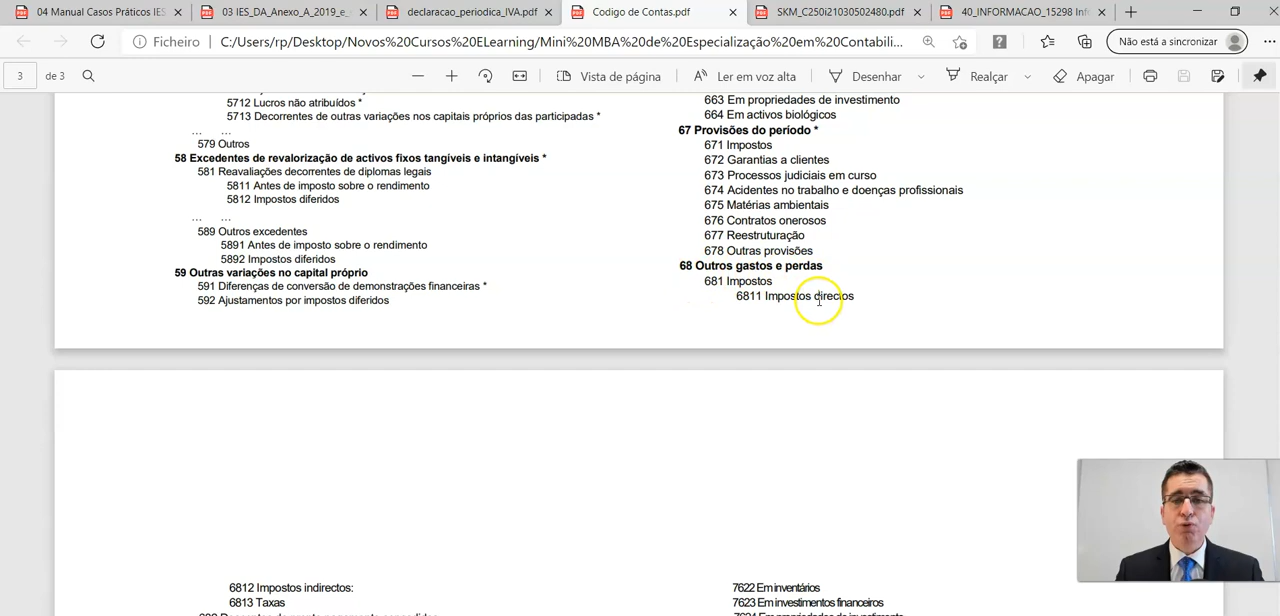 04 Manual Casos Práticos IES
03 IES_DA_Anexo_A_2019_e_
declaracao_periodica_IVA.pdf
Codigo de Contas.pdf
SKM_C250i21030502480.pdf
40_INFORMACAO_15298 Inf
Ficheiro
C:/Users/rp/Desktop/Novos%20Cursos%20ELearning/Mini%20MBA%20de%20Especialização%20em%20Contabili...
Não está a sincronizar
3 de 3
Vista de página
Ler em voz alta
Desenhar
Realçar
Apagar
5712 Lucros não atribuídos *
5713 Decorrentes de outras variações nos capitais próprios das participadas *
... ...
579 Outros
58 Excedentes de revalorização de activos fixos tangíveis e intangíveis *
581 Reavaliações decorrentes de diplomas legais
5811 Antes de imposto sobre o rendimento
5812 Impostos diferidos
... ...
589 Outros excedentes
5891 Antes de imposto sobre o rendimento
5892 Impostos diferidos
59 Outras variações no capital próprio
591 Diferenças de conversão de demonstrações financeiras *
592 Ajustamentos por impostos diferidos
663 Em propriedades de investimento
664 Em activos biológicos
67 Provisões do período *
671 Impostos
672 Garantias a clientes
673 Processos judiciais em curso
674 Acidentes no trabalho e doenças profissionais
675 Matérias ambientais
676 Contratos onerosos
677 Reestruturação
678 Outras provisões
68 Outros gastos e perdas
681 Impostos
6811 Impostos directos
6812 Impostos indirectos:
6813 Taxas
7622 Em inventários
7623 Em investimentos financeiros